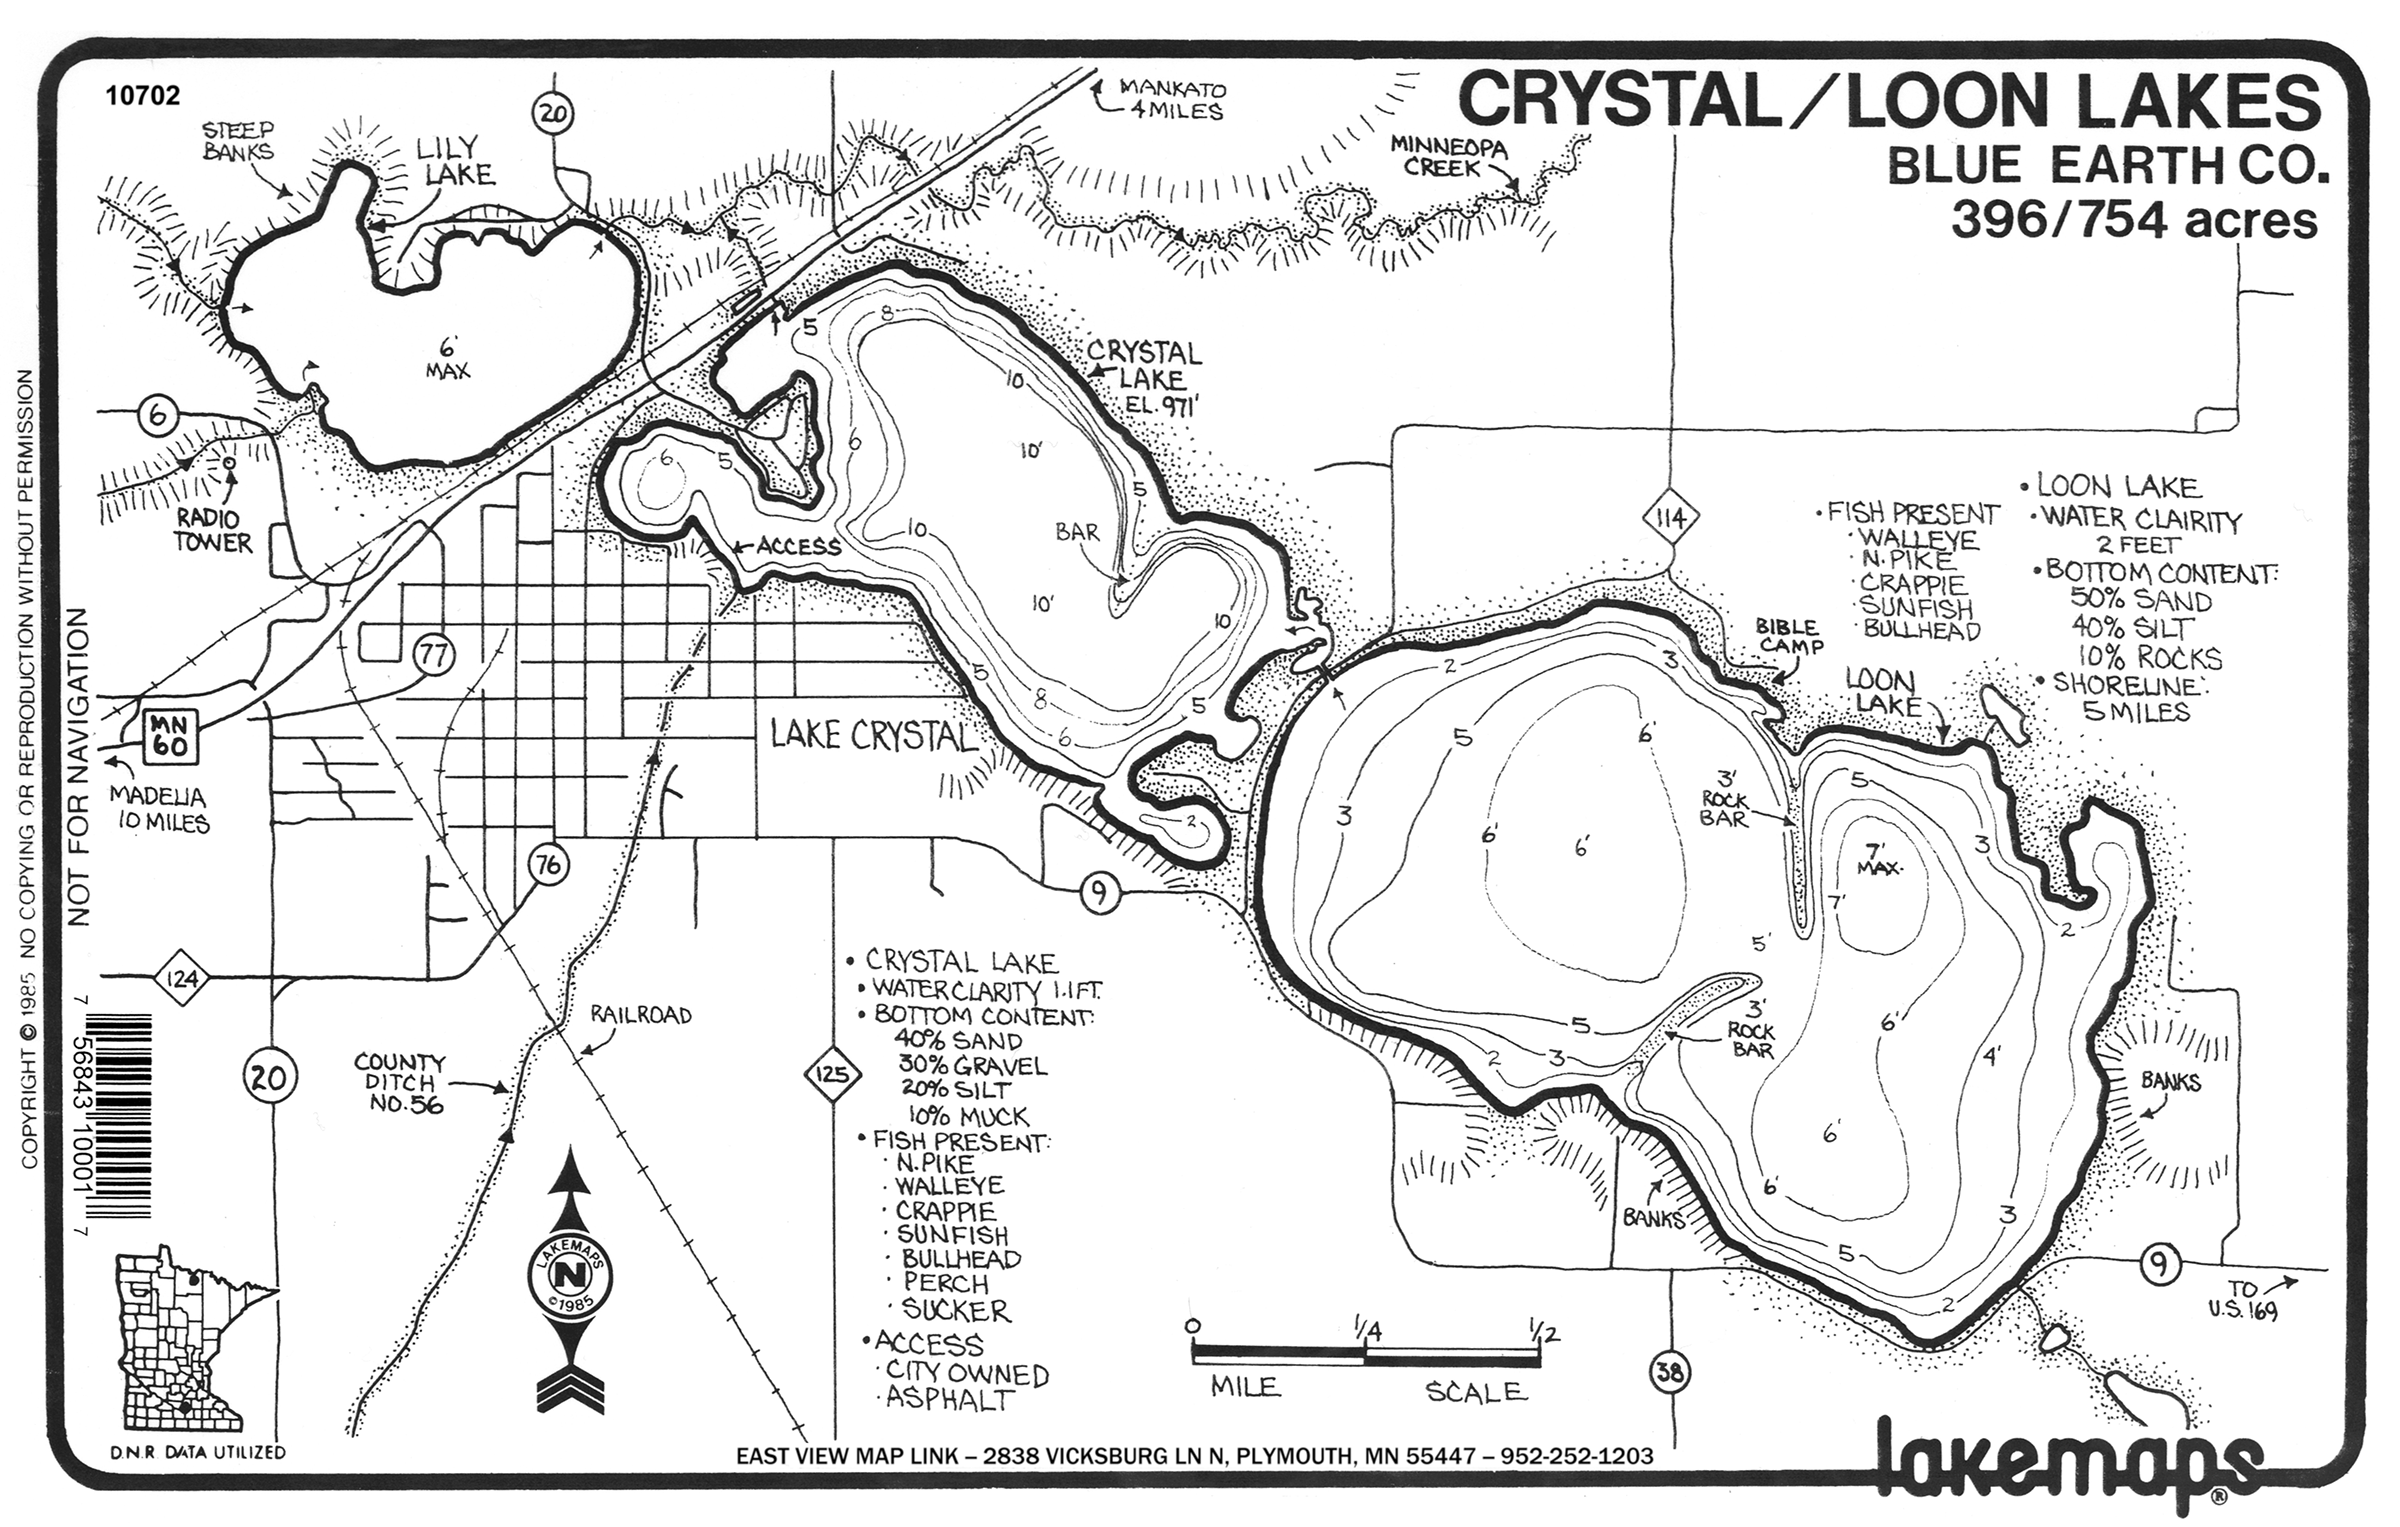 10702
CRYSTAL/LOON LAKES
BLUE EARTH CO.
396/754 acres
STEEP
BANKS
LILY
LAKE
20
MANKATO
4 MILES
MINNEOPA
CREEK
6'
MAX
6
RADIO
TOWER
CRYSTAL
LAKE
EL. 971'
5
8
10
10'
6
5
6
5
10
BAR
ACCESS
10'
10
5
8
6
5
2
77
MN
60
MADELIA
10 MILES
LAKE CRYSTAL
76
9
124
20
125
RAILROAD
COUNTY
DITCH
NO. 56
114
• FISH PRESENT
· WALLEYE
· N. PIKE
· CRAPPIE
· SUNFISH
· BULLHEAD
• LOON LAKE
• WATER CLAIRITY
2 FEET
• BOTTOM CONTENT:
50% SAND
40% SILT
10% ROCKS
• SHORELINE:
5 MILES
BIBLE
CAMP
LOON
LAKE
2
3
5
6'
3
6'
6'
3'
ROCK
BAR
5
3
7'
MAX.
7'
2
5'
3'
ROCK
BAR
6'
4'
5
3
2
6'
6'
3
5
2
BANKS
BANKS
9
TO
U.S. 169
38
• CRYSTAL LAKE
• WATER CLARITY 1.1 FT.
• BOTTOM CONTENT:
40% SAND
30% GRAVEL
20% SILT
10% MUCK
• FISH PRESENT:
· N. PIKE
· WALLEYE
· CRAPPIE
· SUNFISH
· BULLHEAD
· PERCH
· SUCKER
• ACCESS
· CITY OWNED
· ASPHALT
LAKEMAPS
N
©1985
0 1/4 1/2
MILE SCALE
D.N.R. DATA UTILIZED
EAST VIEW MAP LINK – 2838 VICKSBURG LN N, PLYMOUTH, MN 55447 – 952-252-1203
lakemaps®
COPYRIGHT © 1985 NO COPYING OR REPRODUCTION WITHOUT PERMISSION
NOT FOR NAVIGATION
7 56843 10001 7